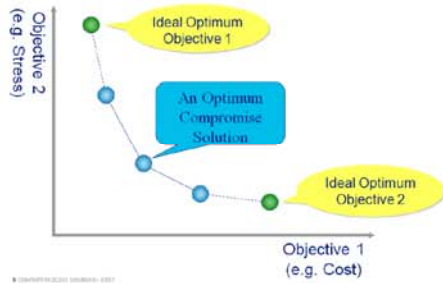 Objective 2
(e.g. Stress)
Ideal Optimum
Objective 1
An Optimum
Compromise
Solution
Ideal Optimum
Objective 2
Objective 1
(e.g. Cost)